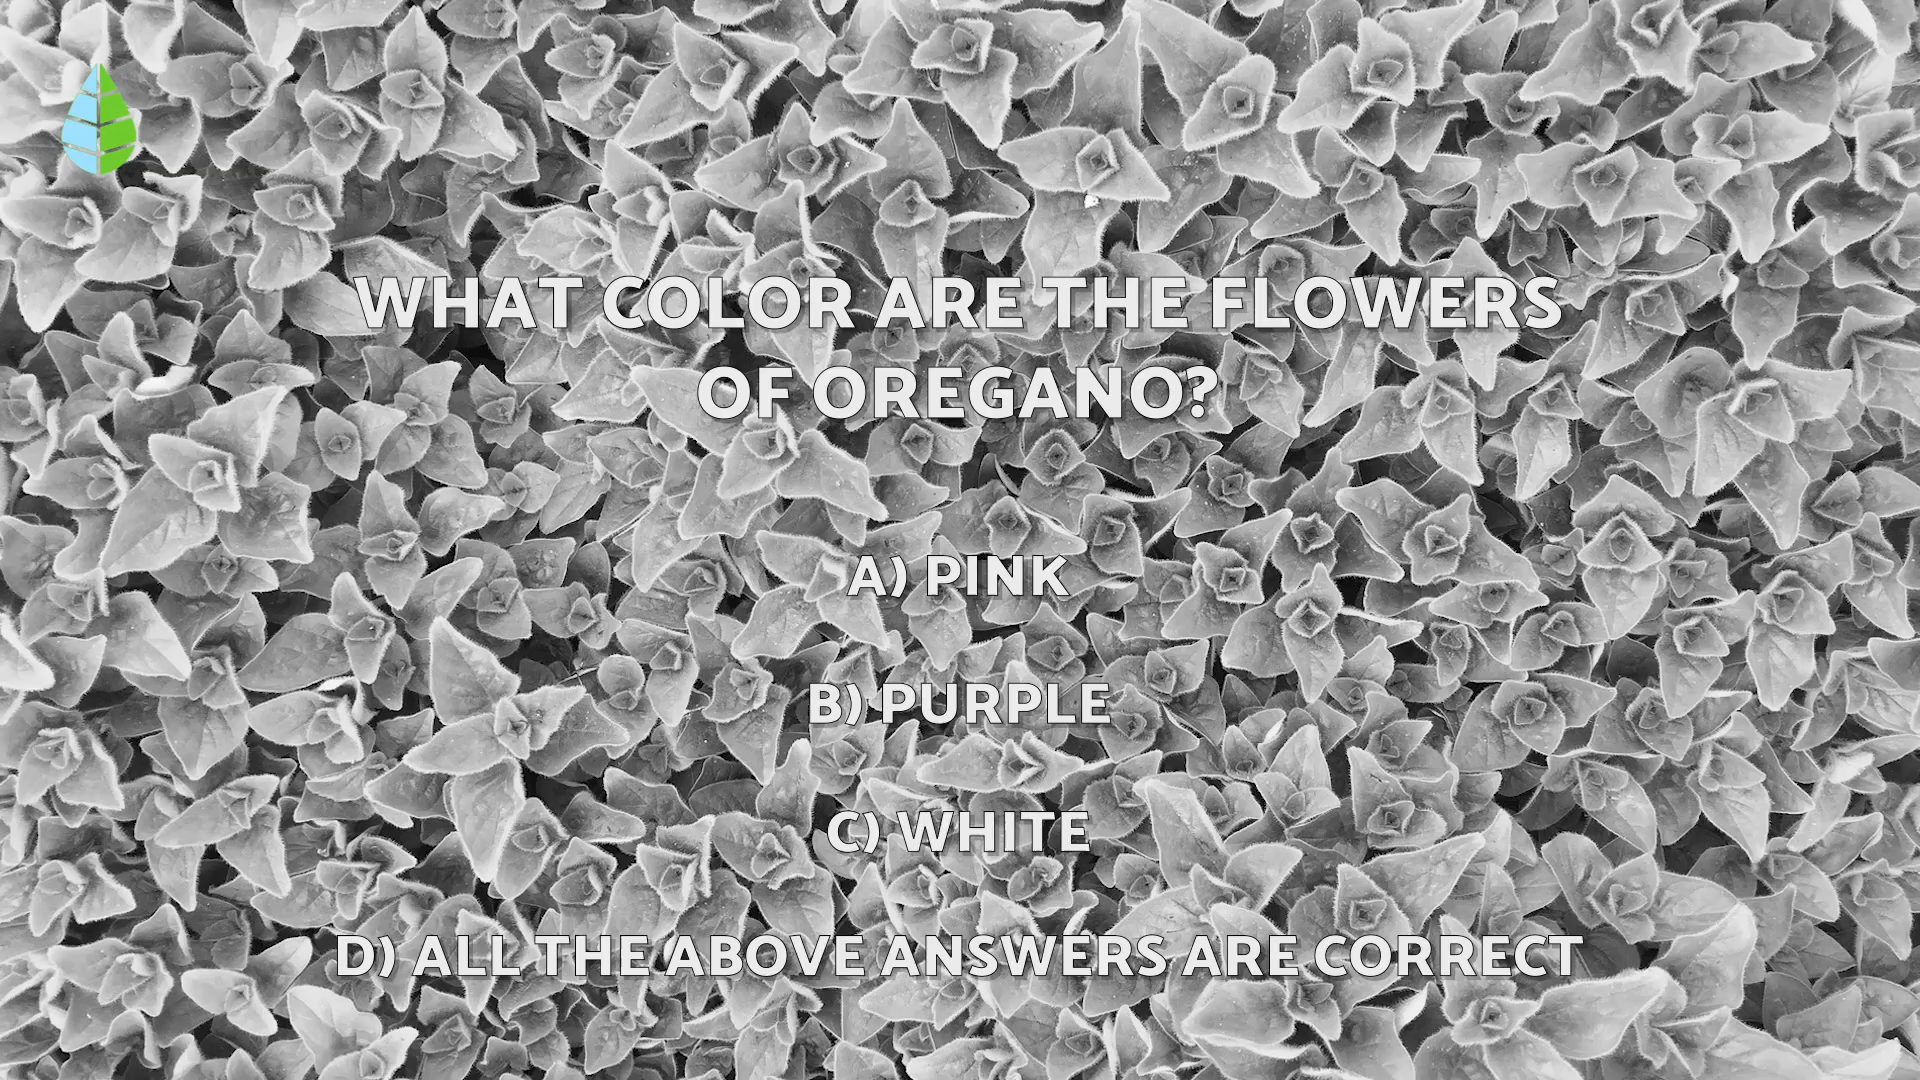 WHAT COLOR ARE THE FLOWERS
OF OREGANO?
A) PINK
B) PURPLE
C) WHITE
D) ALL THE ABOVE ANSWERS ARE CORRECT